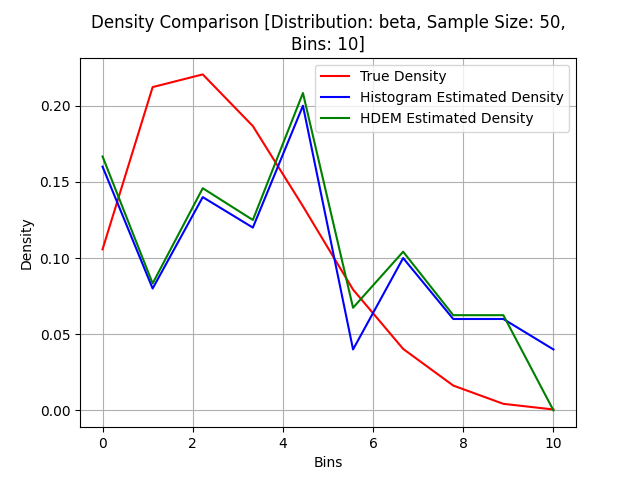 Density Comparison [Distribution: beta, Sample Size: 50,
Bins: 10]
True Density
Histogram Estimated Density
HDEM Estimated Density
Density
0.20
0.15
0.10
0.05
0.00
0 2 4 6 8 10
Bins